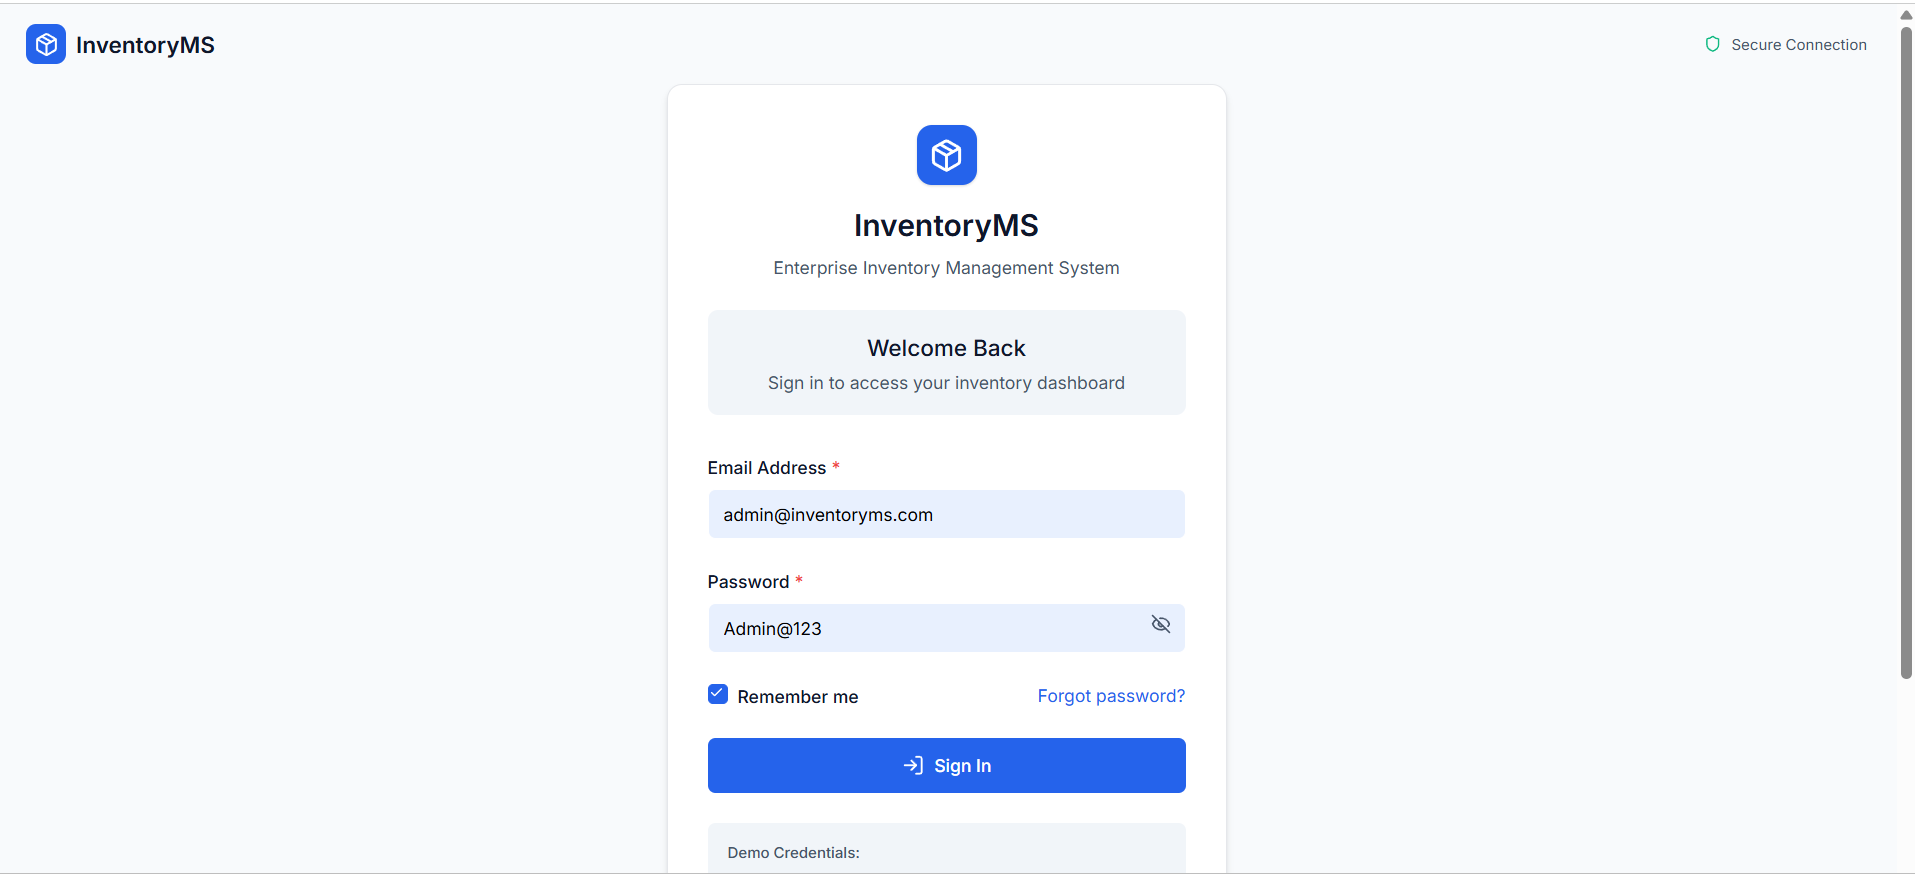 InventoryMS
Secure Connection
InventoryMS
Enterprise Inventory Management System
Welcome Back
Sign in to access your inventory dashboard
Email Address *
admin@inventoryms.com
Password *
Admin@123
Remember me
Forgot password?
Sign In
Demo Credentials: